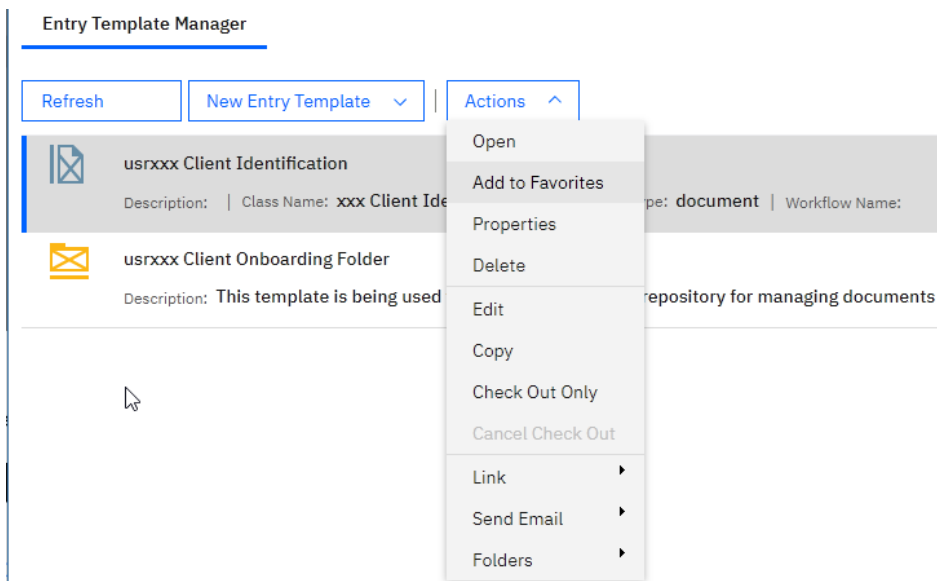 Entry Template Manager
Refresh
New Entry Template
Actions
Open
usrxxx Client Identification
Add to Favorites
Description: | Class Name: xxx Client Ide
pe: document | Workflow Name:
Properties
usrxxx Client Onboarding Folder
Delete
Description: This template is being used
repository for managing documents
Edit
Copy
Check Out Only
Cancel Check Out
Link
Send Email
Folders